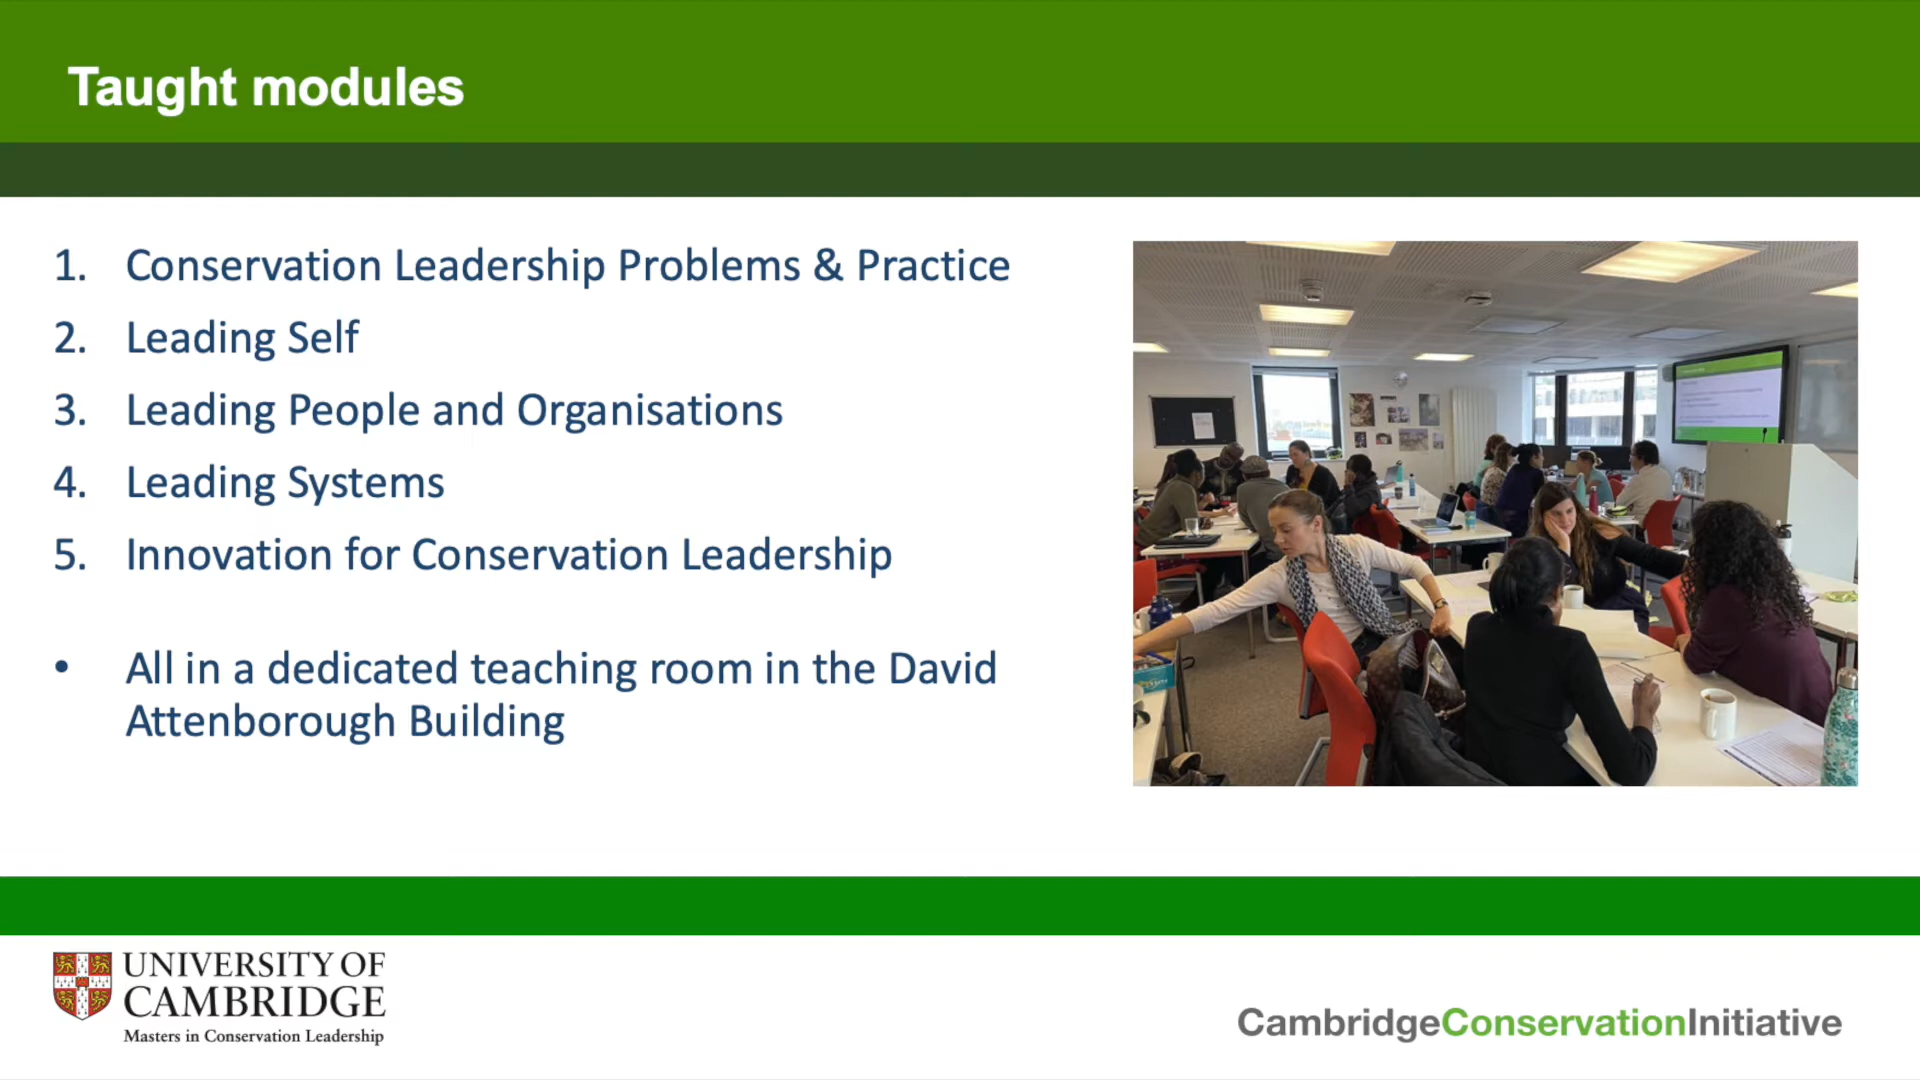 Taught modules
1. Conservation Leadership Problems & Practice
2. Leading Self
3. Leading People and Organisations
4. Leading Systems
5. Innovation for Conservation Leadership
• All in a dedicated teaching room in the David
Attenborough Building
UNIVERSITY OF
CAMBRIDGE
Masters in Conservation Leadership
CambridgeConservationInitiative